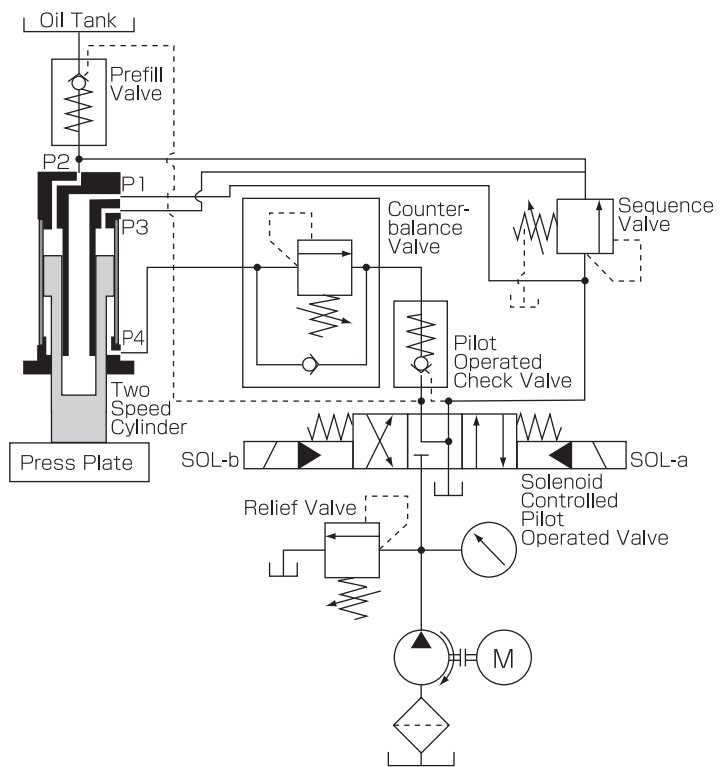 Oil Tank
Prefill
Valve
P2
P1
P3
P4
Counter-
balance
Valve
Sequence
Valve
Pilot
Operated
Check Valve
Two
Speed
Cylinder
Press Plate
SOL-b
SOL-a
Solenoid
Controlled
Pilot
Operated Valve
Relief Valve
M